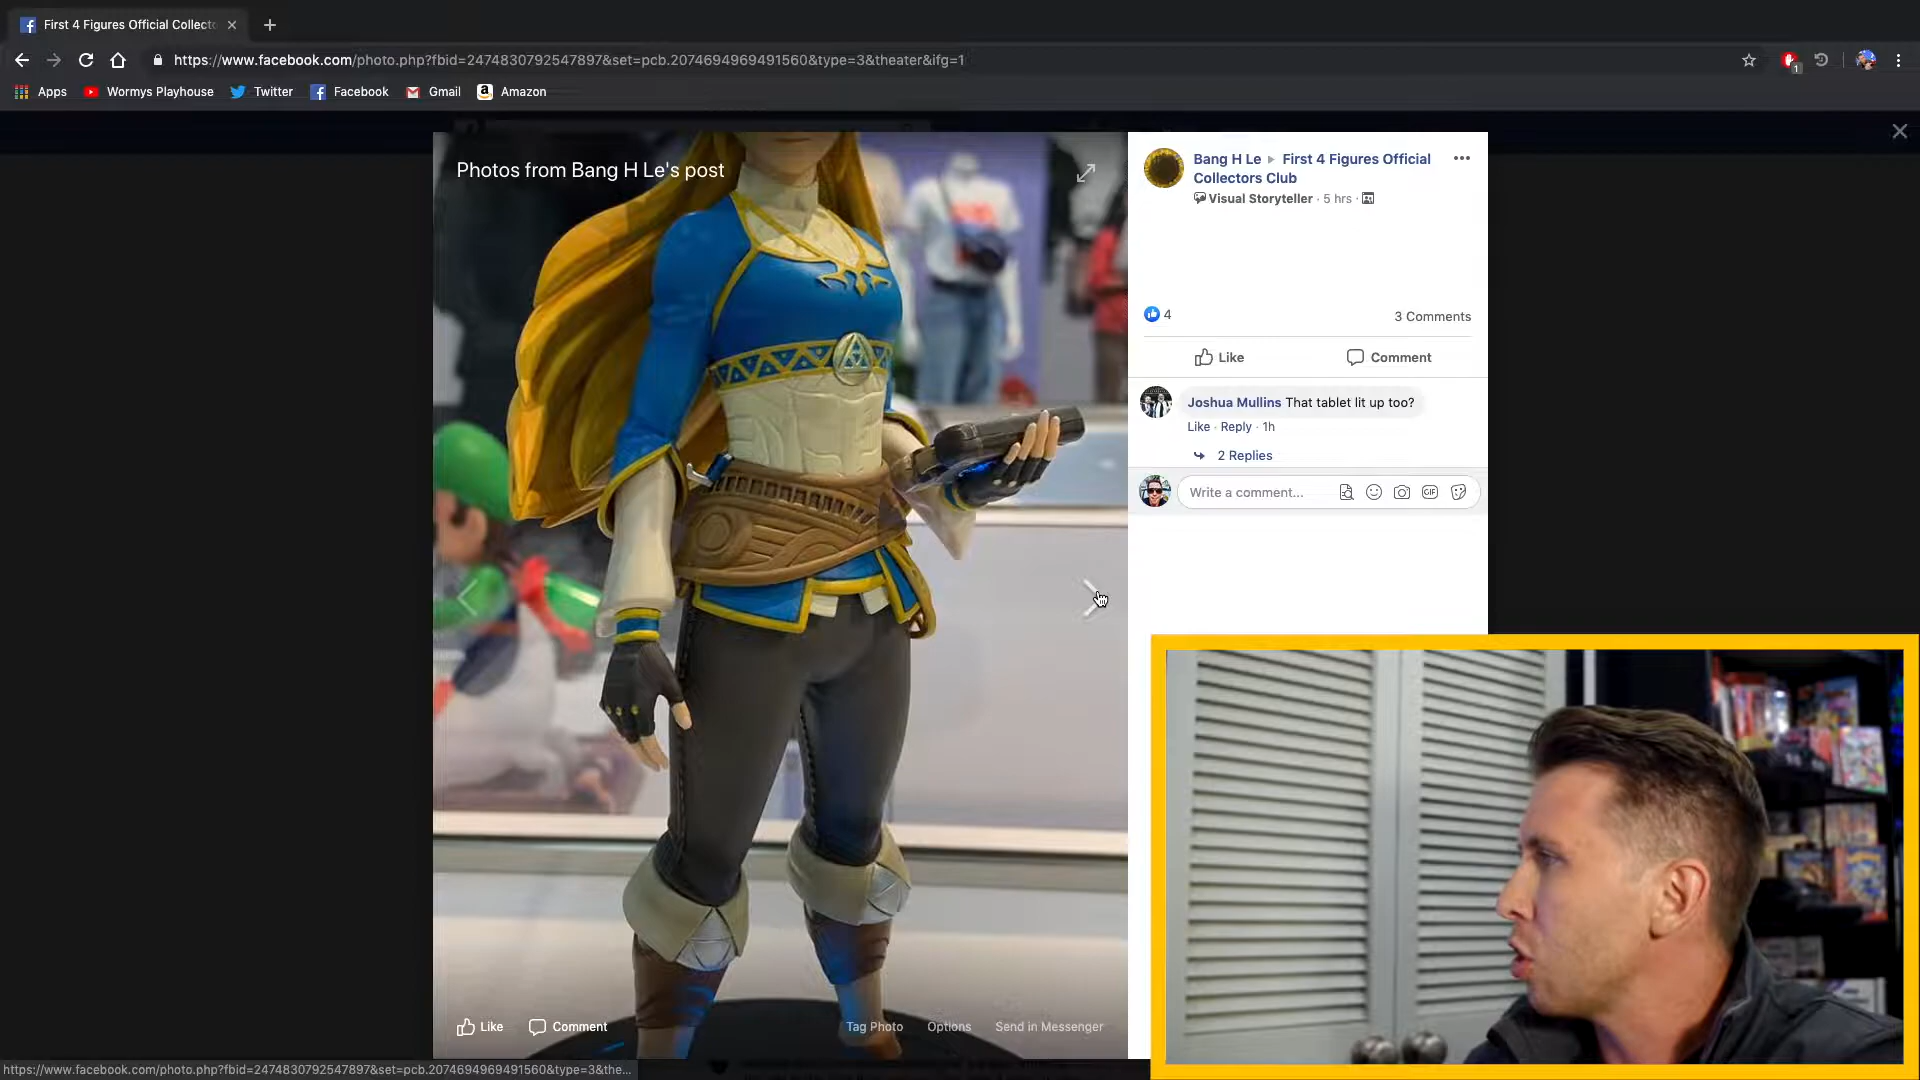 First 4 Figures Official Collecto
https://www.facebook.com/photo.php?fbid=2474830792547897&set=pcb.2074694969491560&type=3&theater&ifg=1
1
Apps
Wormys Playhouse
Twitter
Facebook
Gmail
Amazon
Photos from Bang H Le's post
Bang H Le ▸ First 4 Figures Official
Collectors Club
Visual Storyteller · 5 hrs ·
4
3 Comments
Like
Comment
Joshua Mullins That tablet lit up too?
Like · Reply · 1h
2 Replies
Write a comment...
GIF
Like
Comment
Tag Photo
Options
Send in Messenger
https://www.facebook.com/photo.php?fbid=2474830792547897&set=pcb.2074694969491560&type=3&the...